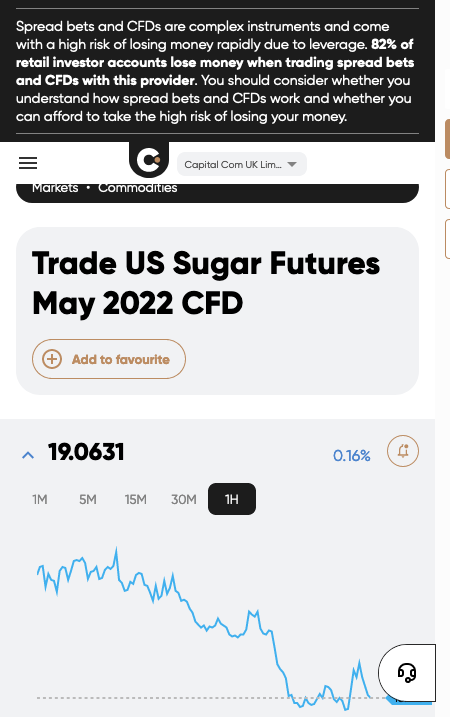 Spread bets and CFDs are complex instruments and come
with a high risk of losing money rapidly due to leverage. 82% of
retail investor accounts lose money when trading spread bets
and CFDs with this provider. You should consider whether you
understand how spread bets and CFDs work and whether you
can afford to take the high risk of losing your money.
Capital Com UK Lim...
Markets • Commodities
Trade US Sugar Futures
May 2022 CFD
Add to favourite
19.0631
0.16%
1M 5M 15M 30M 1H